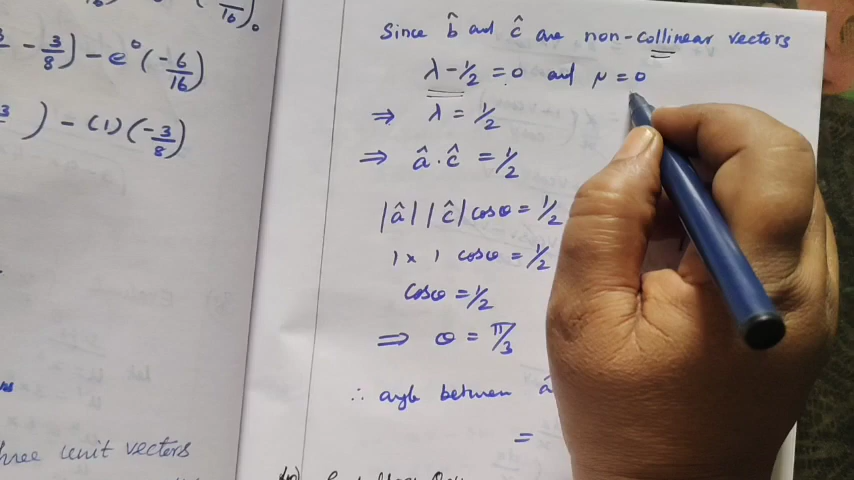 16)₀
- 3/8) - e⁰(-6/16)
) - (1)(-3/8)
hree unit vectors
Since b̂ and ĉ are non-collinear vectors
λ - 1/2 = 0 and μ = 0
⇒ λ = 1/2
⇒ â . ĉ = 1/2
|â| |ĉ| cosθ = 1/2
1 × 1 cosθ = 1/2
cosθ = 1/2
⇒ θ = π/3
∴ angle between â
=